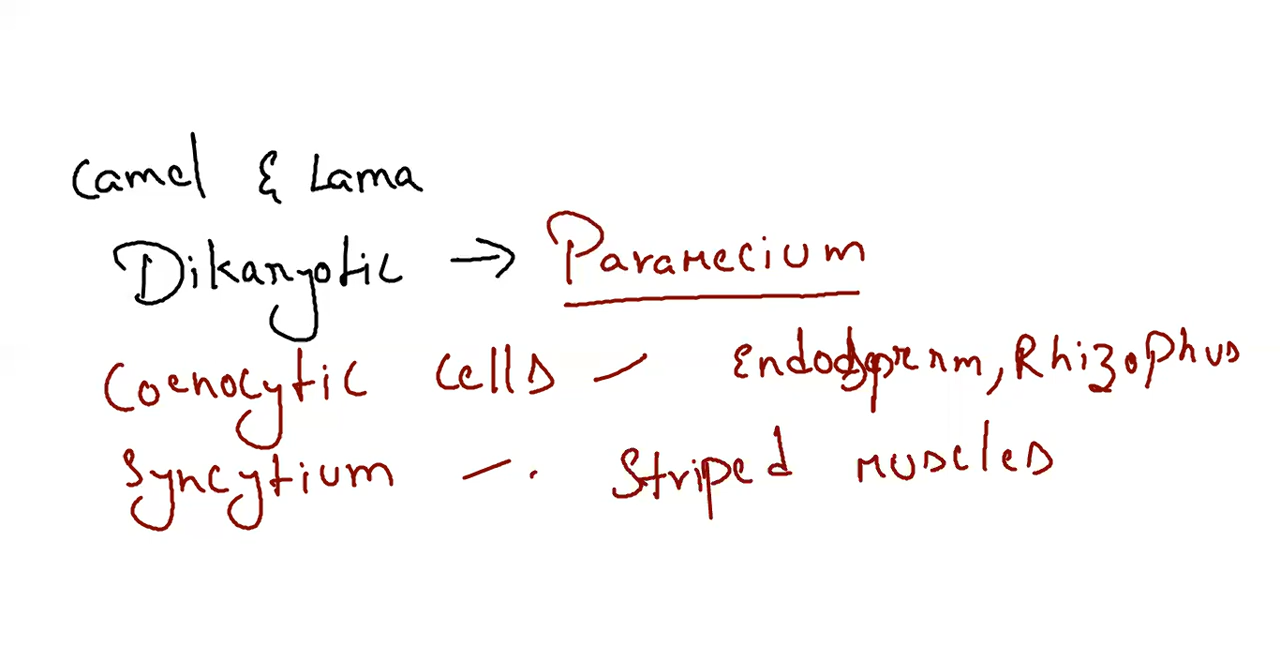 Camel & Lama
Dikaryotic → Paramecium
Coenocytic cells – Endosperm, Rhizophus
Syncytium – . Striped muscles